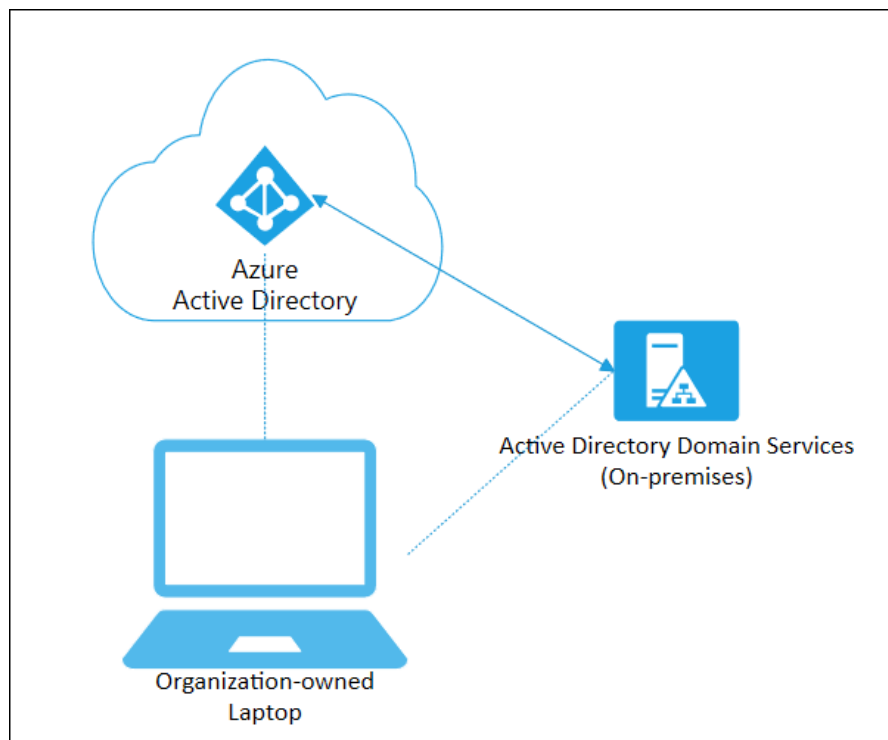 Azure
Active Directory
Active Directory Domain Services
(On-premises)
Organization-owned
Laptop